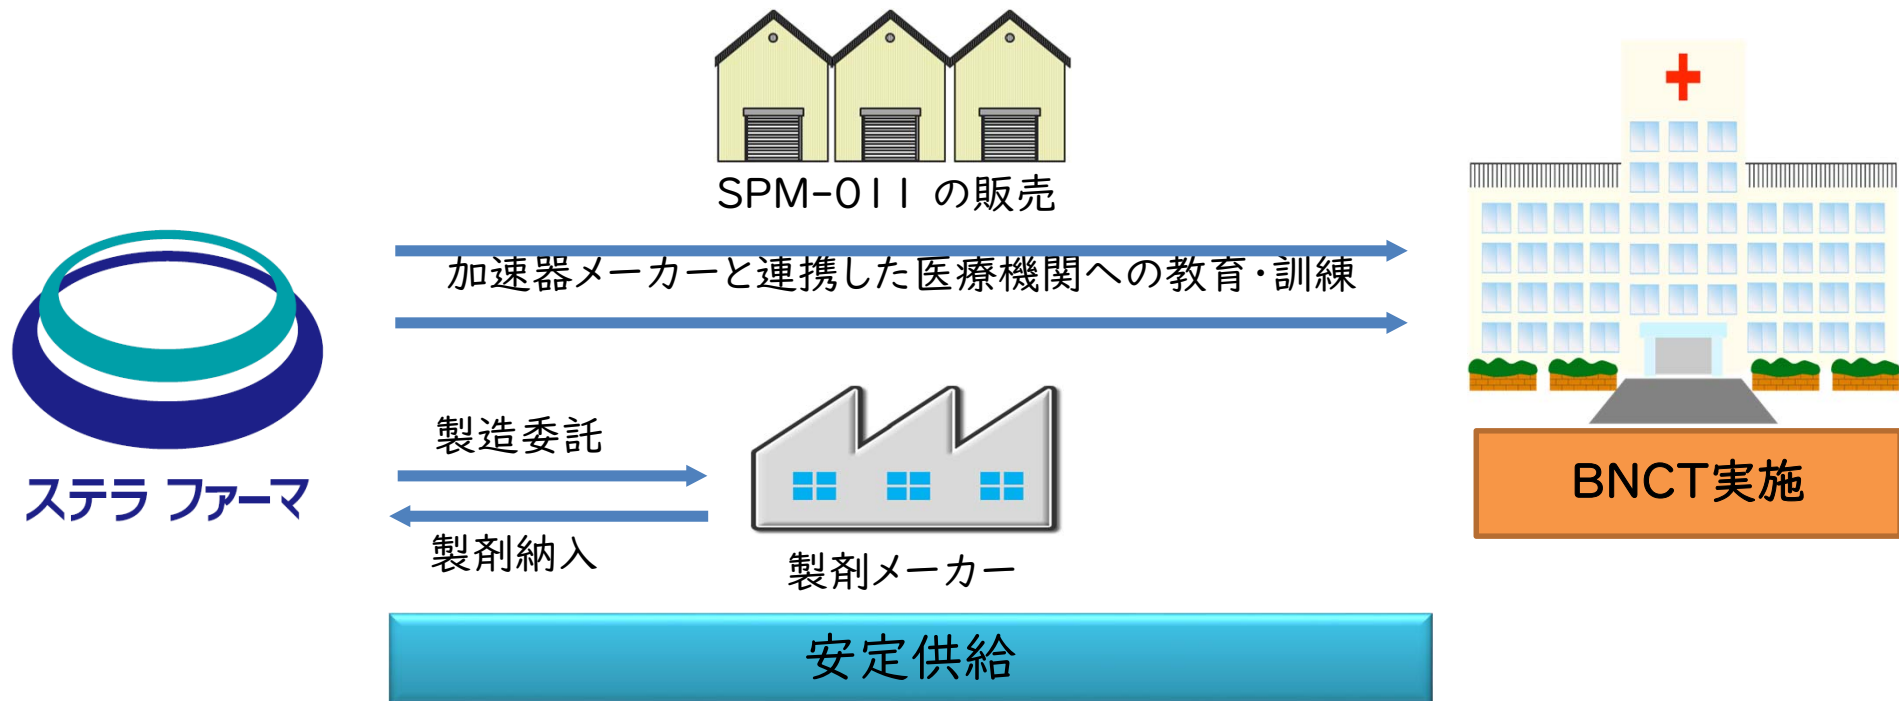 SPM-011 の販売
加速器メーカーと連携した医療機関への教育・訓練
製造委託
ステラ ファーマ
製剤納入
製剤メーカー
BNCT実施
安定供給